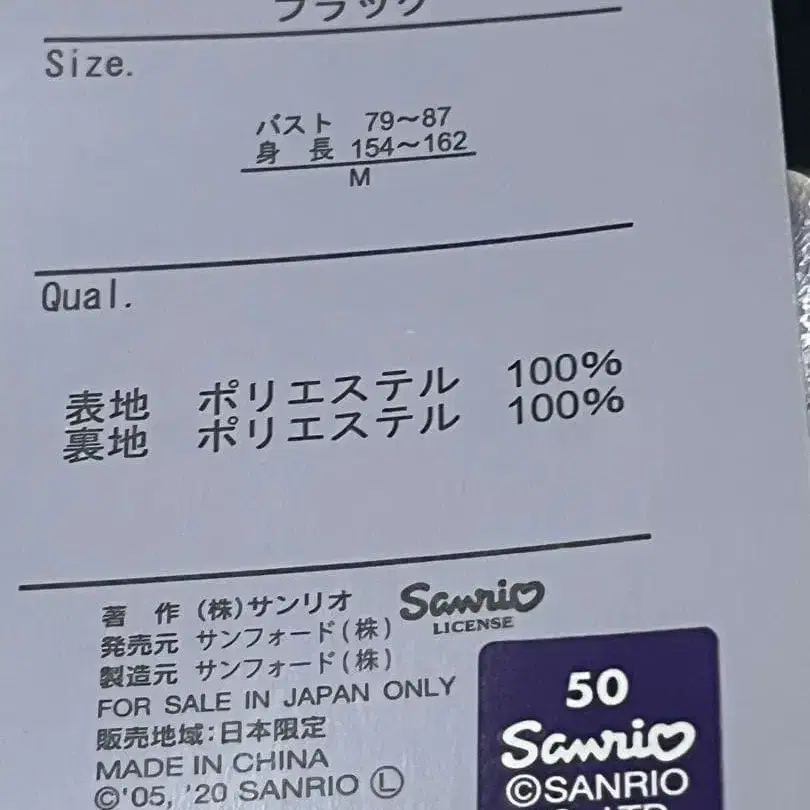 ブラック
Size.
バスト 79～87
身 長 154～162
M
Qual.
表地 ポリエステル 100%
裏地 ポリエステル 100%
著 作 (株)サンリオ
Sanrio
LICENSE
発売元 サンフォード(株)
製造元 サンフォード(株)
FOR SALE IN JAPAN ONLY
販売地域:日本限定
MADE IN CHINA
©'05, '20 SANRIO Ⓛ
50
Sanrio
©SANRIO